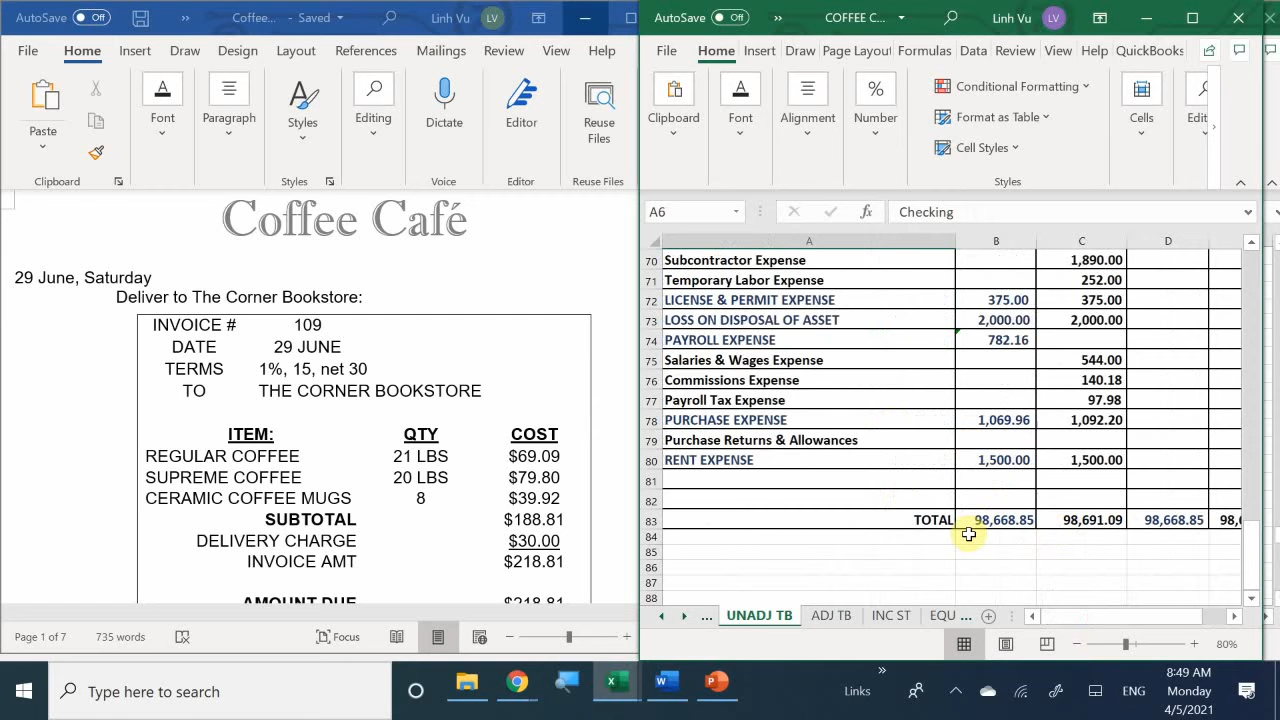 AutoSave Off Coffee... - Saved Linh Vu LV
File Home Insert Draw Design Layout References Mailings Review View Help
Paste Font Paragraph Styles Editing Dictate Editor Reuse Files
Clipboard Styles Voice Editor Reuse Files
Coffee Café
29 June, Saturday
Deliver to The Corner Bookstore:
INVOICE # 109
DATE 29 JUNE
TERMS 1%, 15, net 30
TO THE CORNER BOOKSTORE
ITEM: QTY COST
REGULAR COFFEE 21 LBS $69.09
SUPREME COFFEE 20 LBS $79.80
CERAMIC COFFEE MUGS 8 $39.92
SUBTOTAL $188.81
DELIVERY CHARGE $30.00
INVOICE AMT $218.81
AMOUNT DUE $218.81
Page 1 of 7 735 words Focus
AutoSave Off COFFEE C... Linh Vu LV
File Home Insert Draw Page Layout Formulas Data Review View Help QuickBooks
Clipboard Font Alignment Number Conditional Formatting Format as Table Cell Styles Cells Edit
Styles
A6 fx Checking
A B C D
70 Subcontractor Expense 1,890.00
71 Temporary Labor Expense 252.00
72 LICENSE & PERMIT EXPENSE 375.00 375.00
73 LOSS ON DISPOSAL OF ASSET 2,000.00 2,000.00
74 PAYROLL EXPENSE 782.16
75 Salaries & Wages Expense 544.00
76 Commissions Expense 140.18
77 Payroll Tax Expense 97.98
78 PURCHASE EXPENSE 1,069.96 1,092.20
79 Purchase Returns & Allowances
80 RENT EXPENSE 1,500.00 1,500.00
81
82
83 TOTAL 98,668.85 98,691.09 98,668.85 98,6
84
85
86
87
88
... UNADJ TB ADJ TB INC ST EQU ...
80%
Type here to search Links ENG 8:49 AM
Monday
4/5/2021